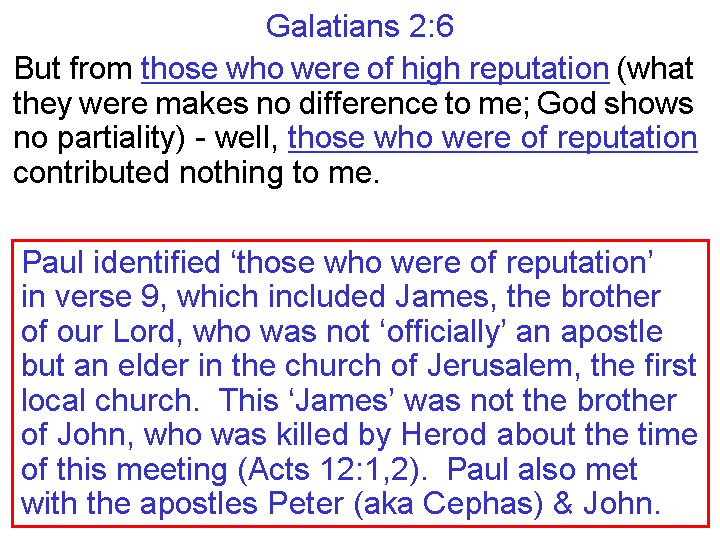 Galatians 2:6
But from those who were of high reputation (what
they were makes no difference to me; God shows
no partiality) - well, those who were of reputation
contributed nothing to me.
Paul identified ‘those who were of reputation’
in verse 9, which included James, the brother
of our Lord, who was not ‘officially’ an apostle
but an elder in the church of Jerusalem, the first
local church.  This ‘James’ was not the brother
of John, who was killed by Herod about the time
of this meeting (Acts 12:1,2).  Paul also met
with the apostles Peter (aka Cephas) & John.